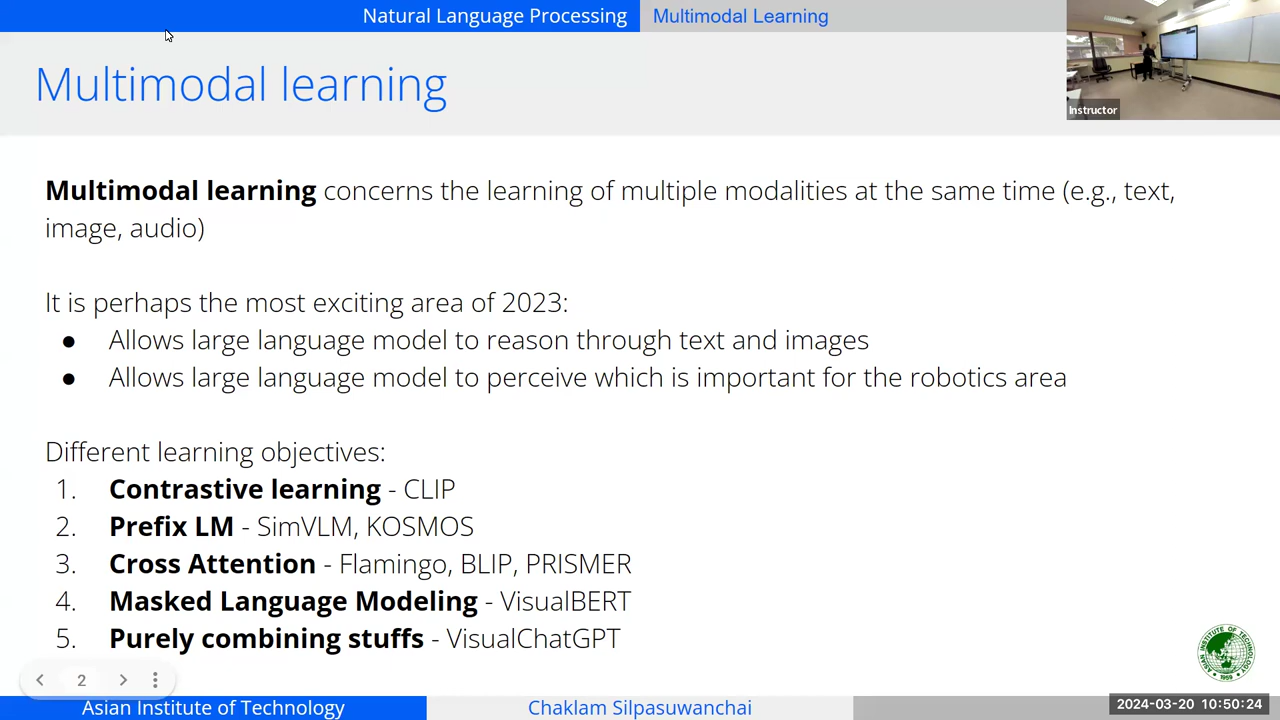 Natural Language Processing
Multimodal Learning
Multimodal learning
Instructor
Multimodal learning concerns the learning of multiple modalities at the same time (e.g., text,
image, audio)
It is perhaps the most exciting area of 2023:
● Allows large language model to reason through text and images
● Allows large language model to perceive which is important for the robotics area
Different learning objectives:
1. Contrastive learning - CLIP
2. Prefix LM - SimVLM, KOSMOS
3. Cross Attention - Flamingo, BLIP, PRISMER
4. Masked Language Modeling - VisualBERT
5. Purely combining stuffs - VisualChatGPT
2
ASIAN INSTITUTE OF TECHNOLOGY
1959
Asian Institute of Technology
Chaklam Silpasuwanchai
2024-03-20 10:50:24